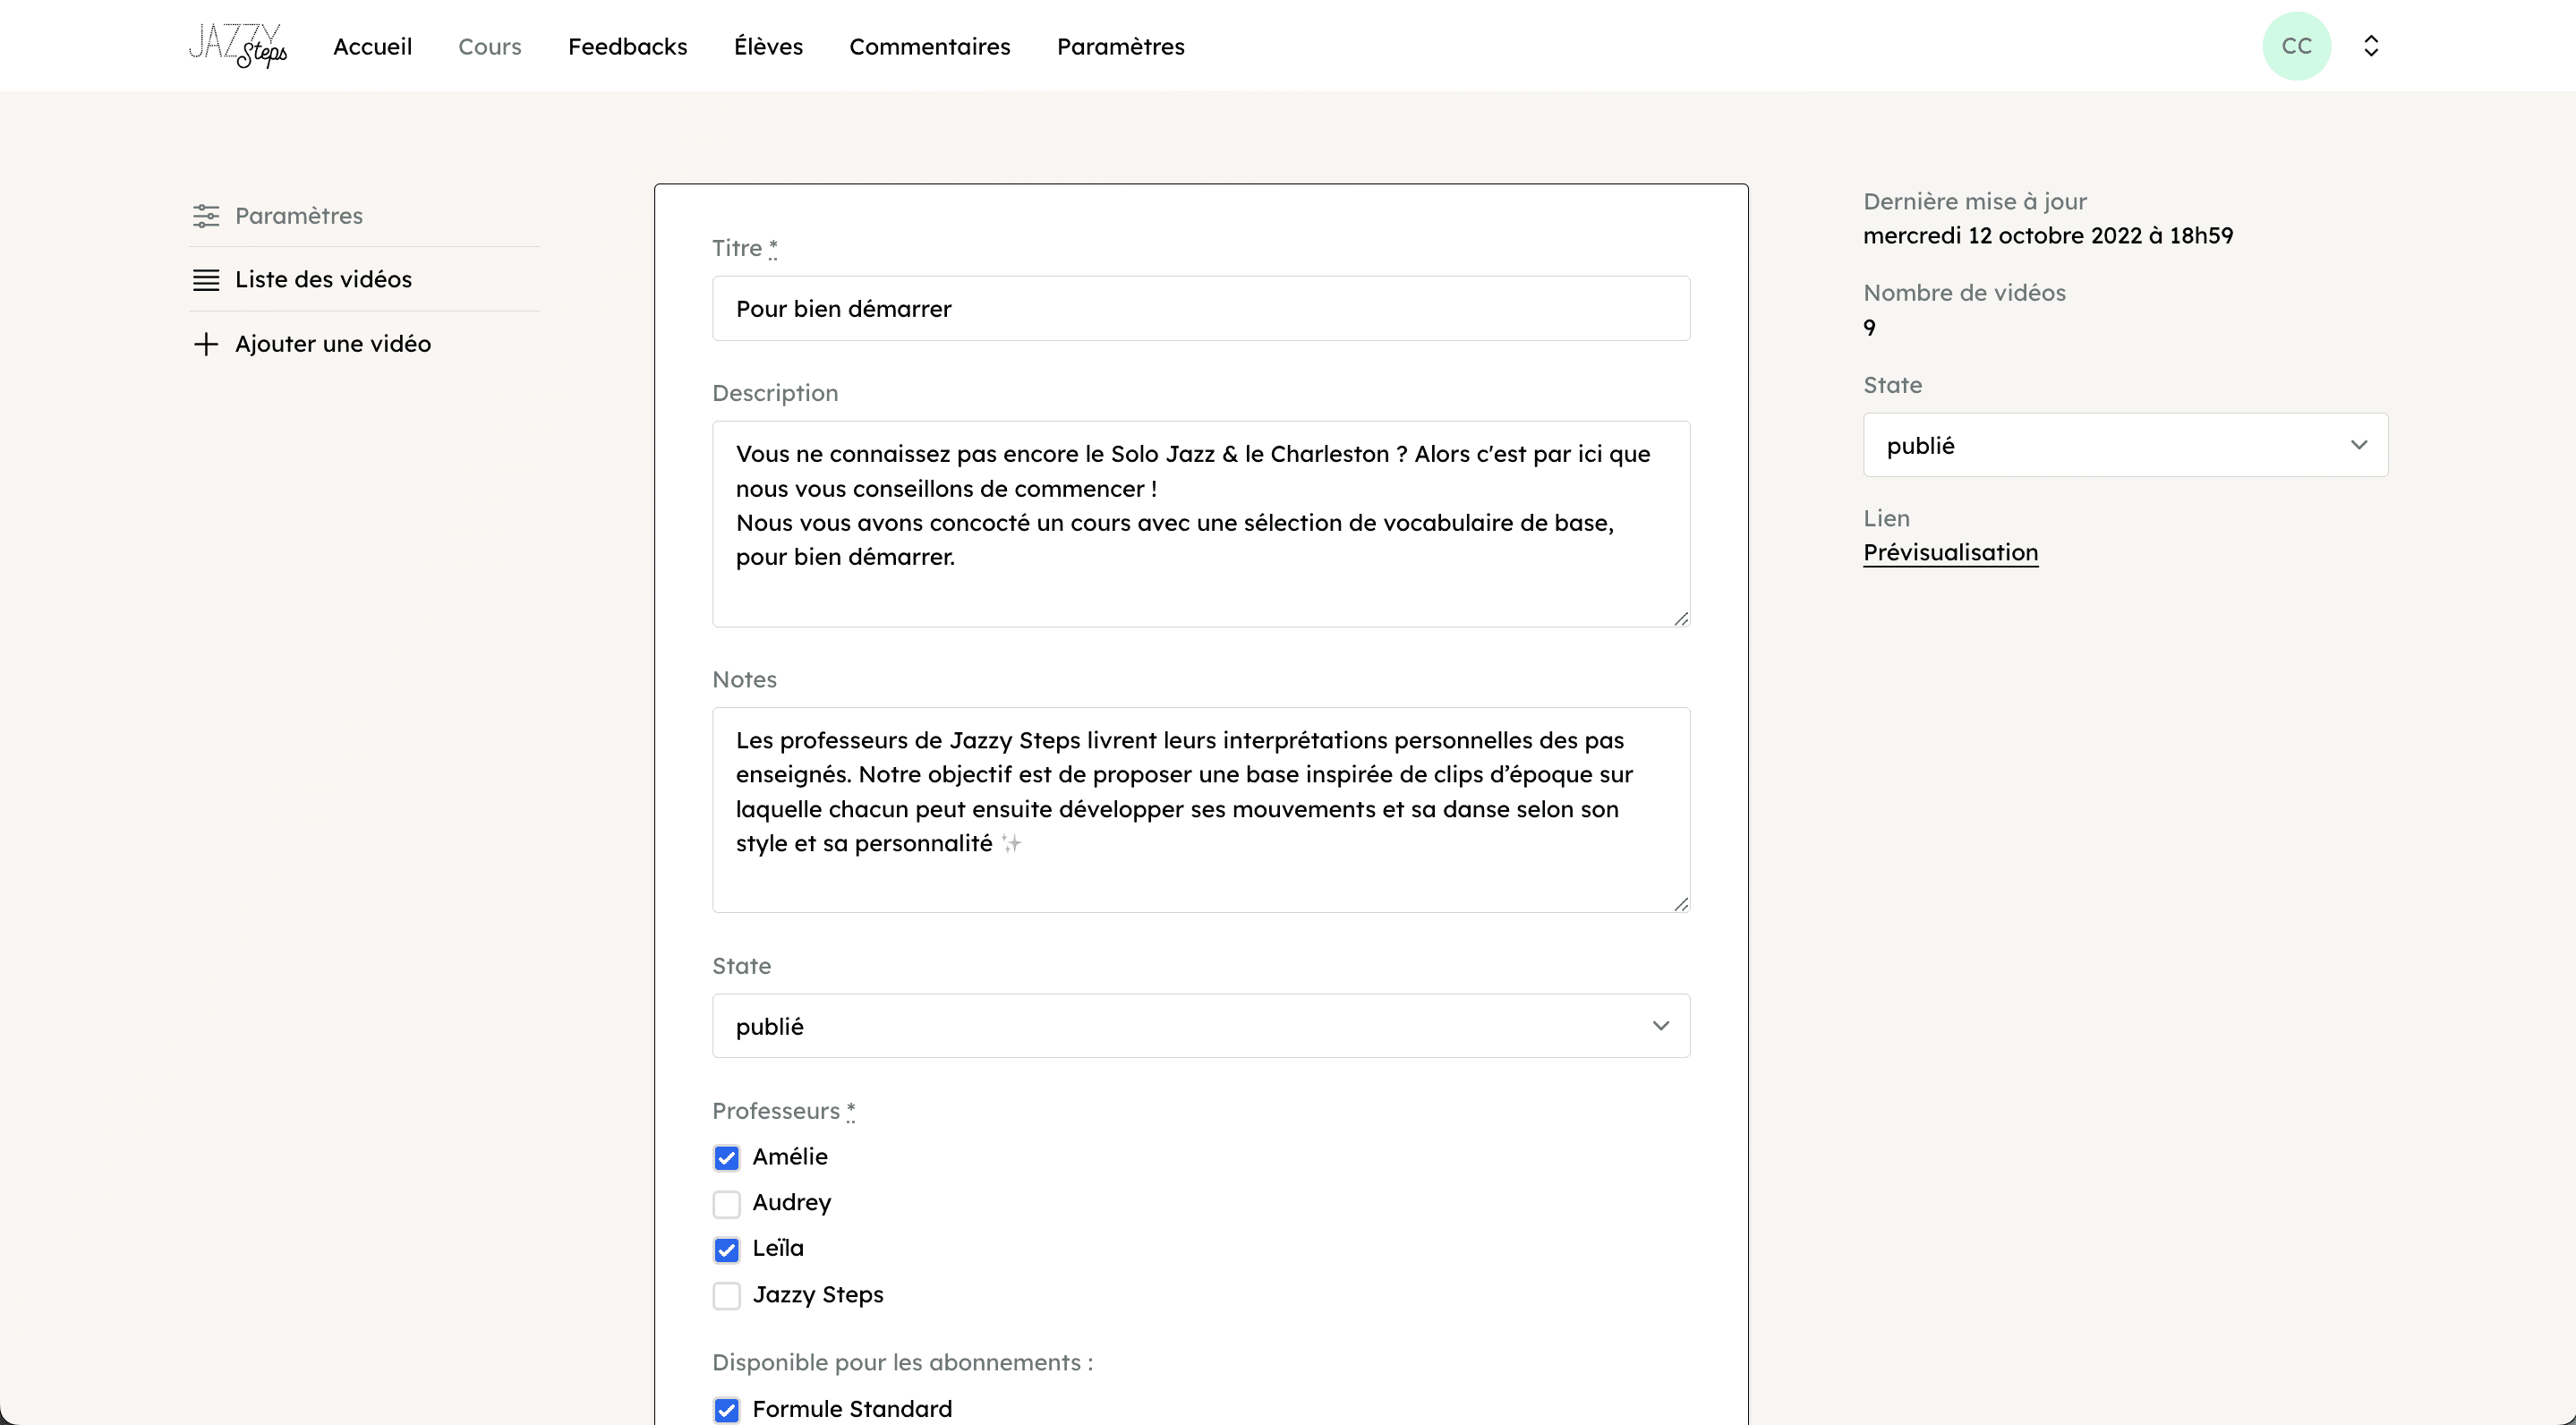 JAZZY Steps
Accueil
Cours
Feedbacks
Élèves
Commentaires
Paramètres
CC
Paramètres
Liste des vidéos
Ajouter une vidéo
Titre *
Pour bien démarrer
Description
Vous ne connaissez pas encore le Solo Jazz & le Charleston ? Alors c'est par ici que
nous vous conseillons de commencer !
Nous vous avons concocté un cours avec une sélection de vocabulaire de base,
pour bien démarrer.
Notes
Les professeurs de Jazzy Steps livrent leurs interprétations personnelles des pas
enseignés. Notre objectif est de proposer une base inspirée de clips d’époque sur
laquelle chacun peut ensuite développer ses mouvements et sa danse selon son
style et sa personnalité ✨
State
publié
Professeurs *
Amélie
Audrey
Leïla
Jazzy Steps
Disponible pour les abonnements :
Formule Standard
Dernière mise à jour
mercredi 12 octobre 2022 à 18h59
Nombre de vidéos
9
State
publié
Lien
Prévisualisation